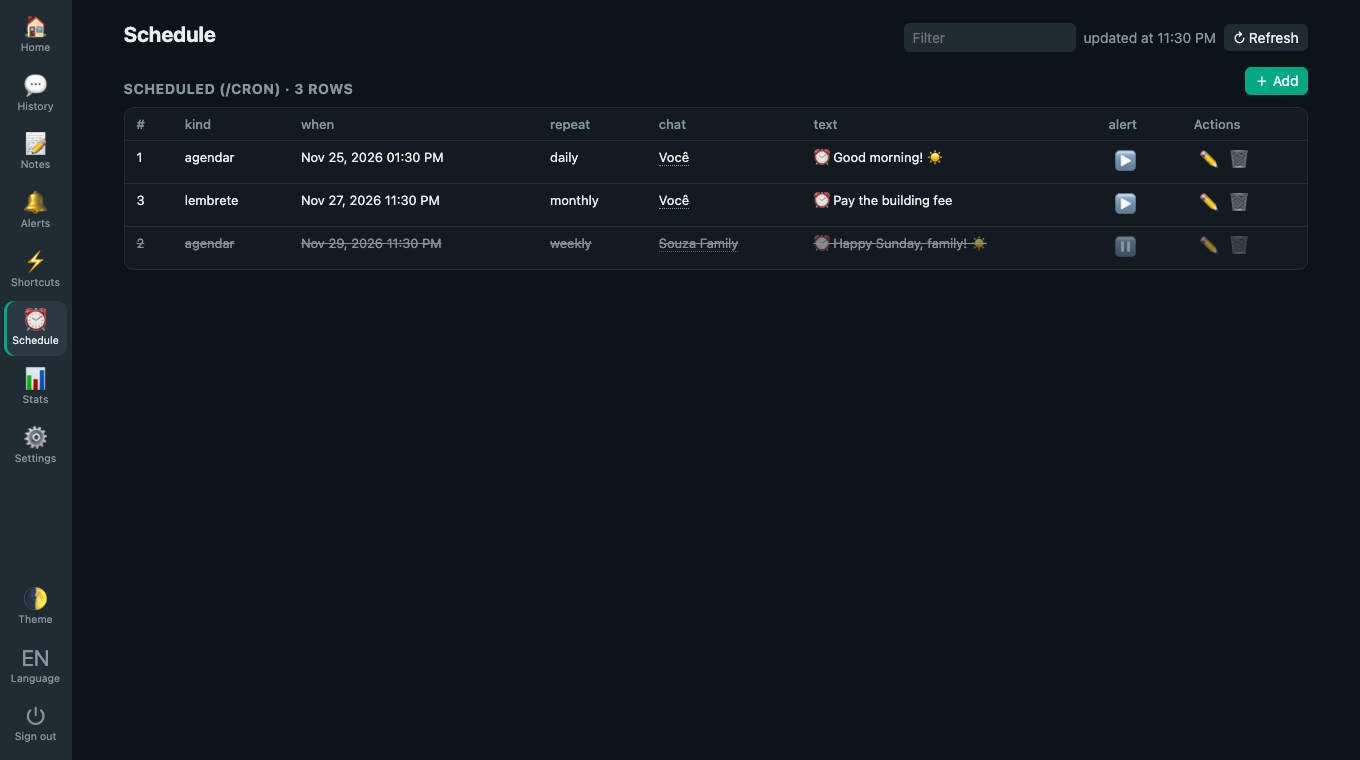 Home
History
Notes
Alerts
Shortcuts
Schedule
Stats
Settings
Theme
EN
Language
Sign out
Schedule
Filter
updated at 11:30 PM
Refresh
SCHEDULED (/CRON) · 3 ROWS
+ Add
# kind when repeat chat text alert Actions
1 agendar Nov 25, 2026 01:30 PM daily Você ⏰ Good morning! ☀️
3 lembrete Nov 27, 2026 11:30 PM monthly Você ⏰ Pay the building fee
2 agendar Nov 29, 2026 11:30 PM weekly Souza Family ⏰ Happy Sunday, family! ☀️